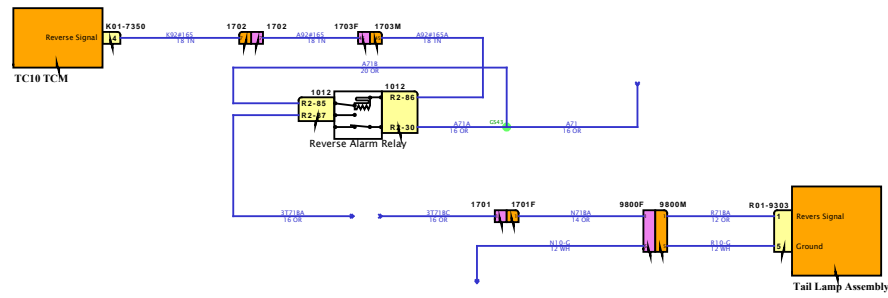 K01-7350
Reverse Signal
4
TC10 TCM
K92#165
18 TN
1702
1702
A92#165
18 TN
1703F
1703M
A92#165A
18 TN
A71B
20 OR
1012
1012
R2-85
R2-86
R2-87
R2-30
Reverse Alarm Relay
A71A
16 OR
G543
A71
16 OR
3T71BA
16 OR
3T71BC
16 OR
1701
1701F
N71BA
14 OR
9800F
9800M
R71BA
12 OR
R01-9303
1
Revers Signal
N10-G
12 WH
R10-G
12 WH
5
Ground
Tail Lamp Assembly